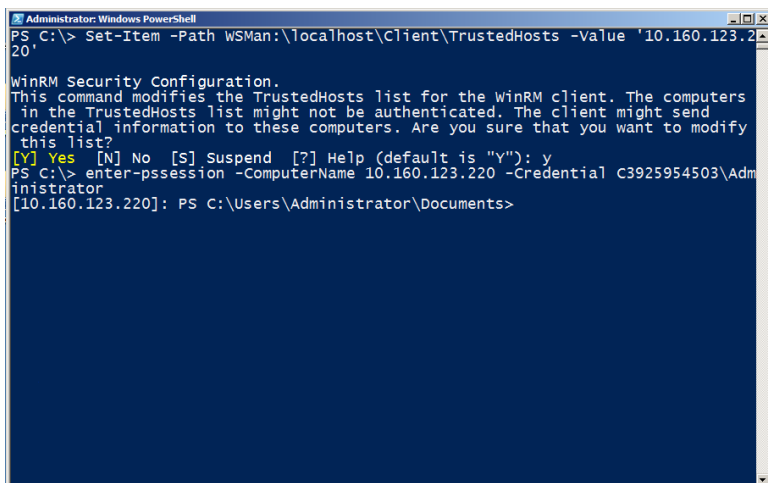 Administrator: Windows PowerShell
PS C:\> Set-Item -Path WSMan:\localhost\Client\TrustedHosts -Value '10.160.123.2
20'
WinRM Security Configuration.
This command modifies the TrustedHosts list for the WinRM client. The computers
 in the TrustedHosts list might not be authenticated. The client might send
credential information to these computers. Are you sure that you want to modify
 this list?
[Y] Yes  [N] No  [S] Suspend  [?] Help (default is "Y"): y
PS C:\> enter-pssession -ComputerName 10.160.123.220 -Credential C3925954503\Adm
inistrator
[10.160.123.220]: PS C:\Users\Administrator\Documents>